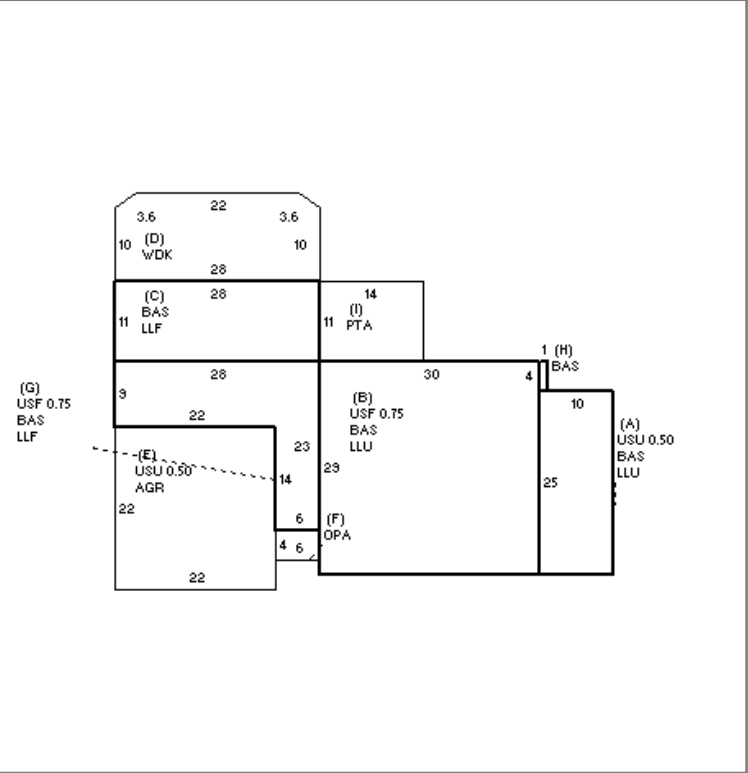 22
3.6 3.6
10 (D) 10
WDK
28
28
(C)
BAS
LLF
11
14
(I)
PTA
11
1 (H)
BAS
28
30
4
9
(G)
USF 0.75
BAS
LLF
(B)
USF 0.75
BAS
LLU
10
22
(A)
USU 0.50
BAS
LLU
23
(E)
USU 0.50
AGR
29
14
25
22
6
(F)
OPA
4 6
22